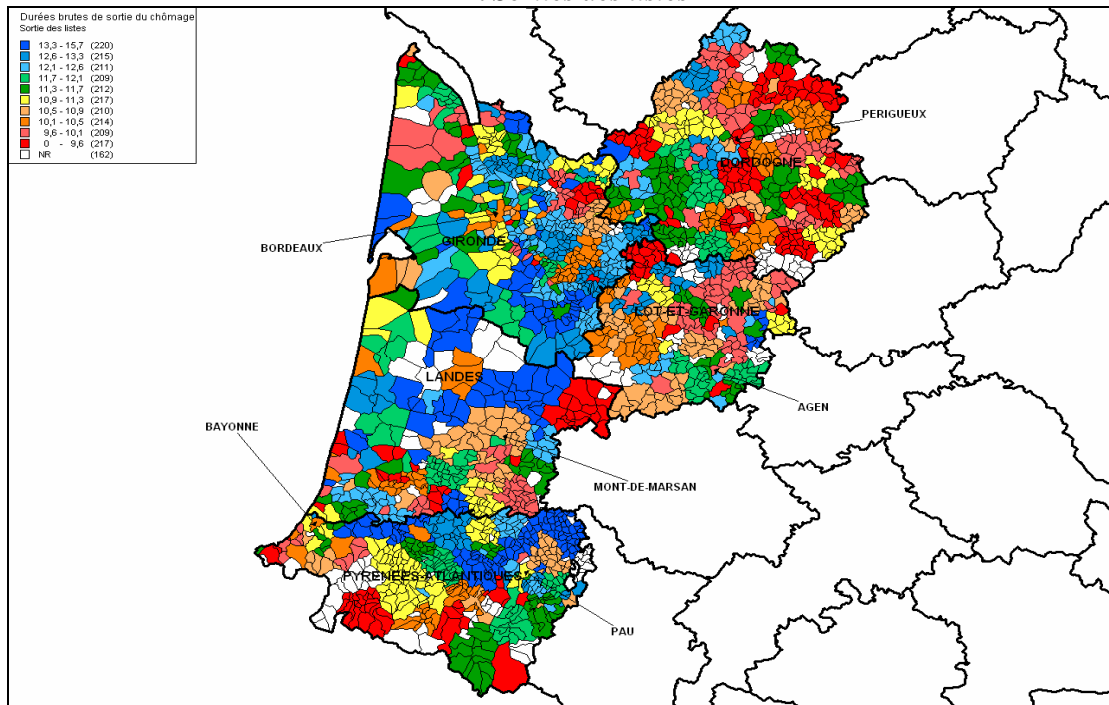 Durées brutes de sortie du chômage
Sortie des listes
13,3 - 15,7 (220)
12,6 - 13,3 (215)
12,1 - 12,6 (211)
11,7 - 12,1 (209)
11,3 - 11,7 (212)
10,9 - 11,3 (217)
10,5 - 10,9 (210)
10,1 - 10,5 (214)
9,6 - 10,1 (209)
0 - 9,6 (217)
NR (162)
PERIGUEUX
DORDOGNE
BORDEAUX
GIRONDE
LOT-ET-GARONNE
LANDES
AGEN
BAYONNE
MONT-DE-MARSAN
PYRENEES-ATLANTIQUES
PAU